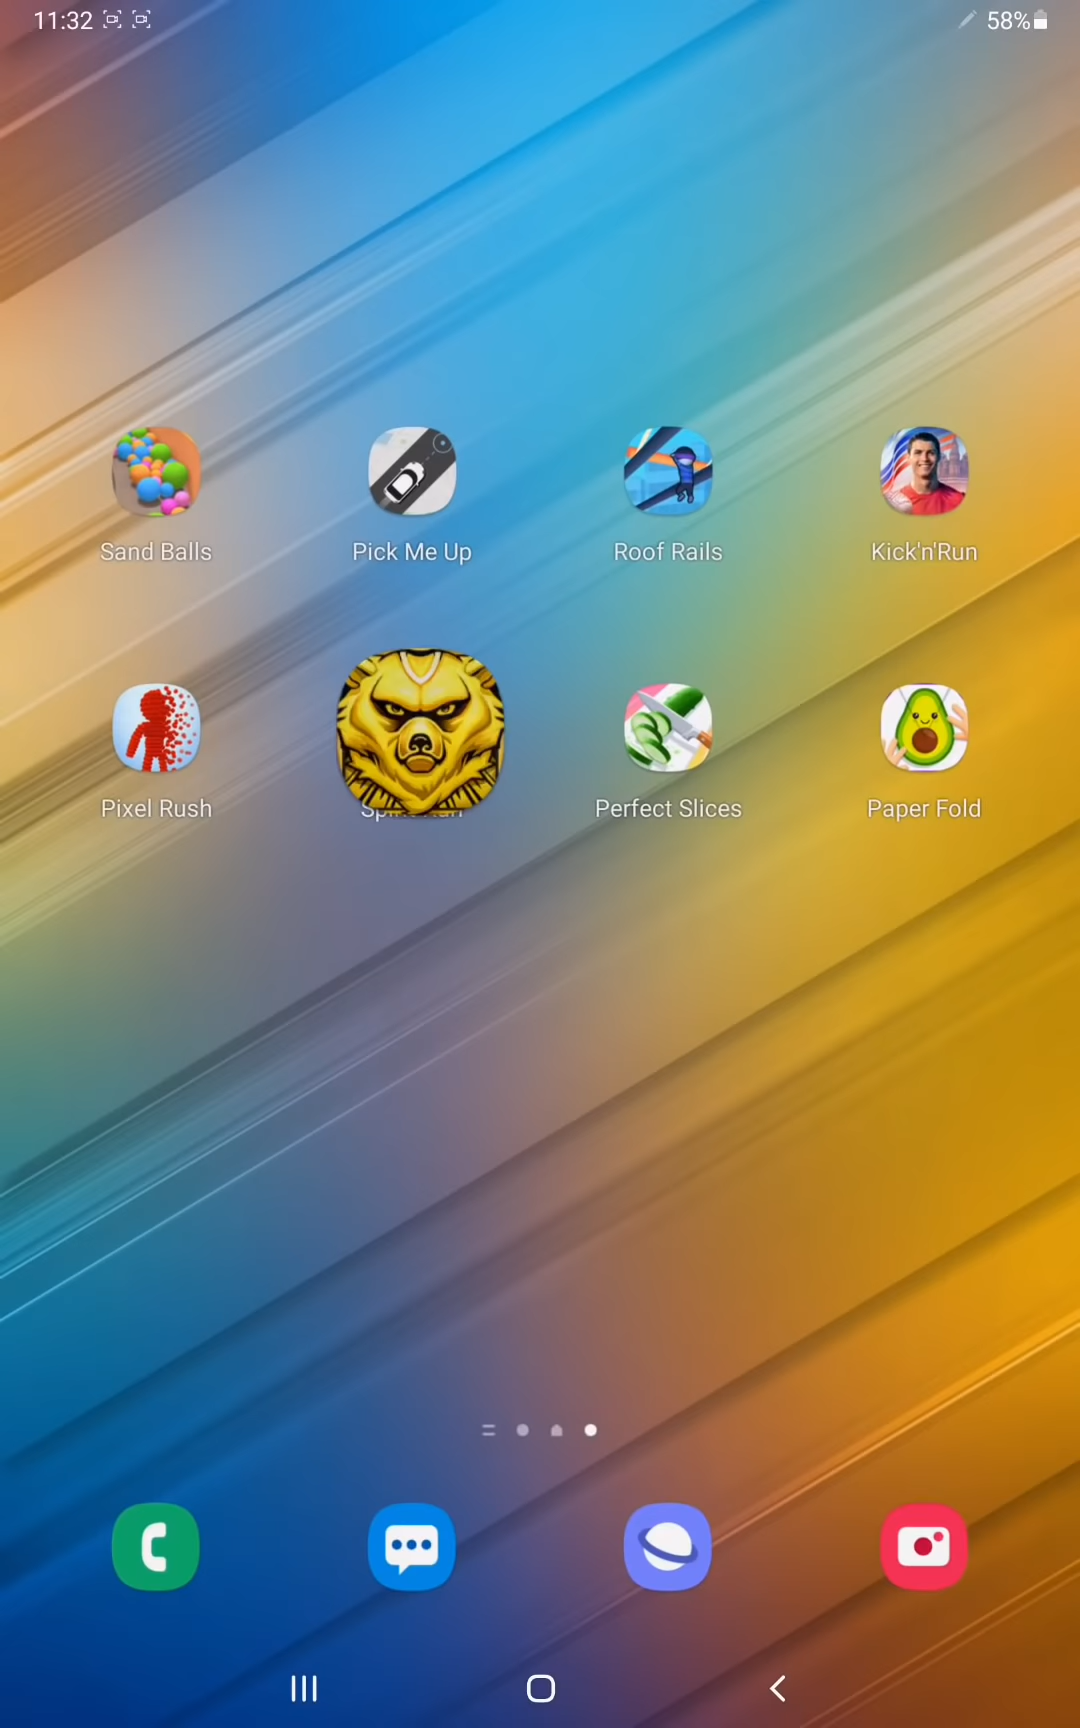 11:32
58%
Sand Balls
Pick Me Up
Roof Rails
Kick'n'Run
Pixel Rush
Perfect Slices
Paper Fold